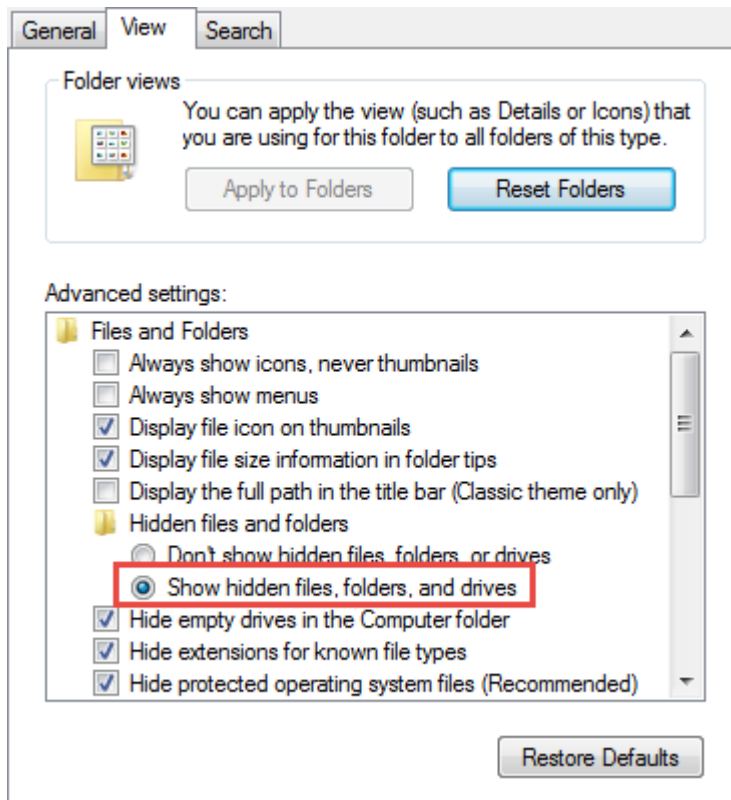 General View Search
Folder views
You can apply the view (such as Details or Icons) that
you are using for this folder to all folders of this type.
Apply to Folders Reset Folders
Advanced settings:
Files and Folders
Always show icons, never thumbnails
Always show menus
Display file icon on thumbnails
Display file size information in folder tips
Display the full path in the title bar (Classic theme only)
Hidden files and folders
Don't show hidden files, folders, or drives
Show hidden files, folders, and drives
Hide empty drives in the Computer folder
Hide extensions for known file types
Hide protected operating system files (Recommended)
Restore Defaults